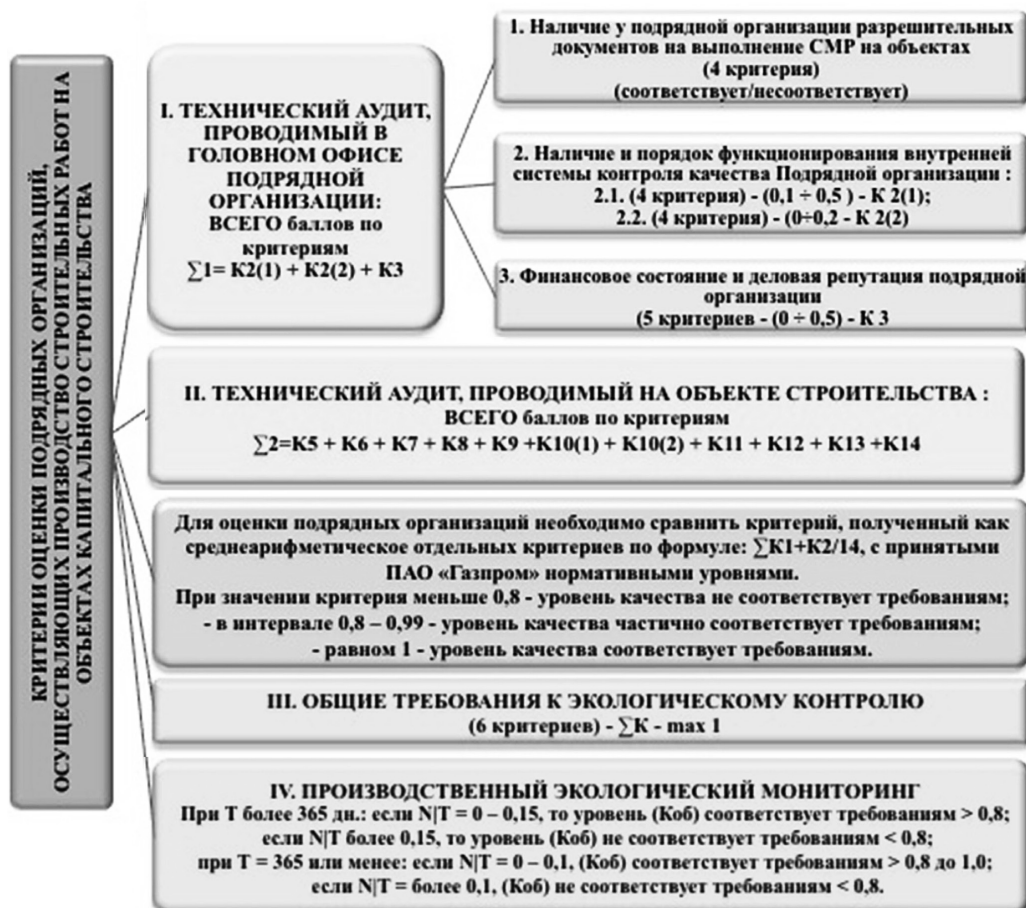 КРИТЕРИИ ОЦЕНКИ ПОДРЯДНЫХ ОРГАНИЗАЦИЙ,
ОСУЩЕСТВЛЯЮЩИХ ПРОИЗВОДСТВО СТРОИТЕЛЬНЫХ РАБОТ НА
ОБЪЕКТАХ КАПИТАЛЬНОГО СТРОИТЕЛЬСТВА
I. ТЕХНИЧЕСКИЙ АУДИТ,
ПРОВОДИМЫЙ В
ГОЛОВНОМ ОФИСЕ
ПОДРЯДНОЙ
ОРГАНИЗАЦИИ:
ВСЕГО баллов по
критериям
∑1= К2(1) + К2(2) + К3
1. Наличие у подрядной организации разрешительных
документов на выполнение СМР на объектах
(4 критерия)
(соответствует/несоответствует)
2. Наличие и порядок функционирования внутренней
системы контроля качества Подрядной организации :
2.1. (4 критерия) - (0,1 ÷ 0,5 ) - К 2(1);
2.2. (4 критерия) - (0÷0,2 - К 2(2)
3. Финансовое состояние и деловая репутация подрядной
организации
(5 критериев - (0 ÷ 0,5) - К 3
II. ТЕХНИЧЕСКИЙ АУДИТ, ПРОВОДИМЫЙ НА ОБЪЕКТЕ СТРОИТЕЛЬСТВА :
ВСЕГО баллов по критериям
∑2=К5 + К6 + К7 + К8 + К9 +К10(1) + К10(2) + К11 + К12 + К13 +К14
Для оценки подрядных организаций необходимо сравнить критерий, полученный как
среднеарифметическое отдельных критериев по формуле: ∑К1+К2/14, с принятыми
ПАО «Газпром» нормативными уровнями.
При значении критерия меньше 0,8 - уровень качества не соответствует требованиям;
- в интервале 0,8 – 0,99 - уровень качества частично соответствует требованиям;
- равном 1 - уровень качества соответствует требованиям.
III. ОБЩИЕ ТРЕБОВАНИЯ К ЭКОЛОГИЧЕСКОМУ КОНТРОЛЮ
(6 критериев) - ∑К - max 1
IV. ПРОИЗВОДСТВЕННЫЙ ЭКОЛОГИЧЕСКИЙ МОНИТОРИНГ
При Т более 365 дн.: если N|T = 0 – 0,15, то уровень (Коб) соответствует требованиям > 0,8;
если N|T более 0,15, то уровень (Коб) не соответствует требованиям < 0,8;
при Т = 365 или менее: если N|T = 0 – 0,1, (Коб) соответствует требованиям > 0,8 до 1,0;
если N|T = более 0,1, (Коб) не соответствует требованиям < 0,8.